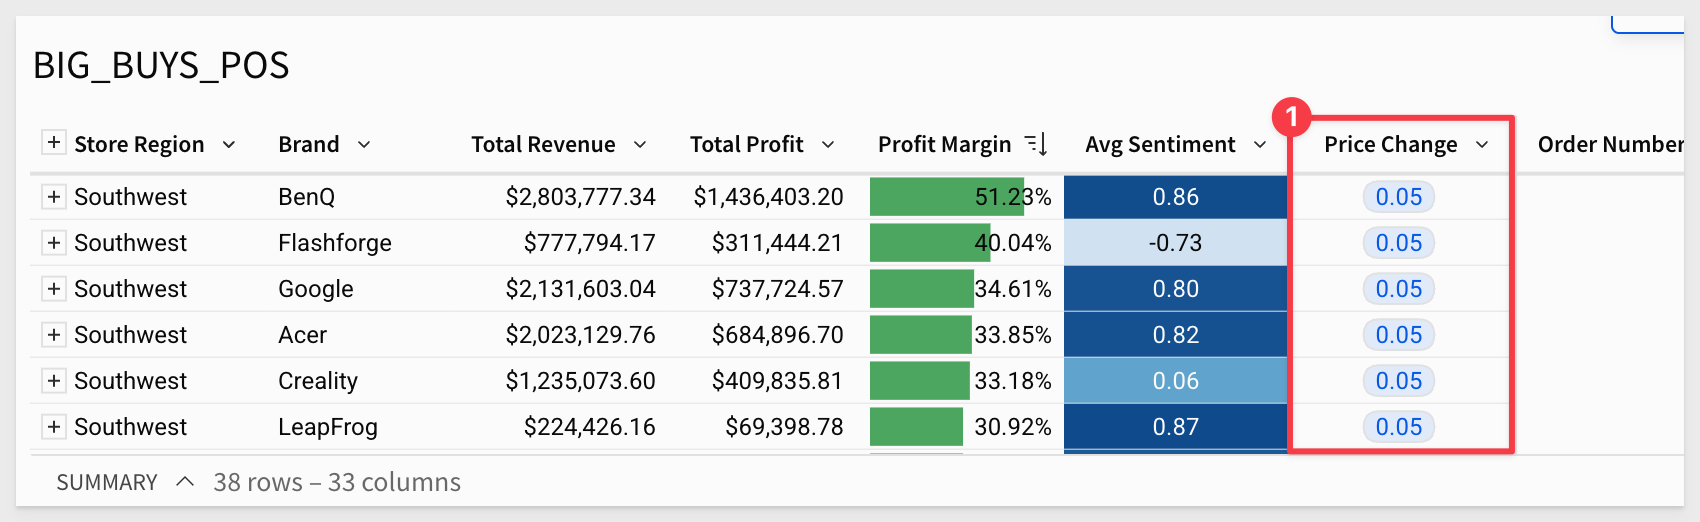 BIG_BUYS_POS
1
Store Region Brand Total Revenue Total Profit Profit Margin Avg Sentiment Price Change Order Number
Southwest BenQ $2,803,777.34 $1,436,403.20 51.23% 0.86 0.05
Southwest Flashforge $777,794.17 $311,444.21 40.04% -0.73 0.05
Southwest Google $2,131,603.04 $737,724.57 34.61% 0.80 0.05
Southwest Acer $2,023,129.76 $684,896.70 33.85% 0.82 0.05
Southwest Creality $1,235,073.60 $409,835.81 33.18% 0.06 0.05
Southwest LeapFrog $224,426.16 $69,398.78 30.92% 0.87 0.05
SUMMARY 38 rows – 33 columns